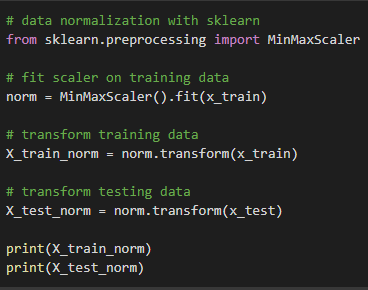 # data normalization with sklearn
from sklearn.preprocessing import MinMaxScaler
# fit scaler on training data
norm = MinMaxScaler().fit(x_train)
# transform training data
X_train_norm = norm.transform(x_train)
# transform testing data
X_test_norm = norm.transform(x_test)
print(X_train_norm)
print(X_test_norm)